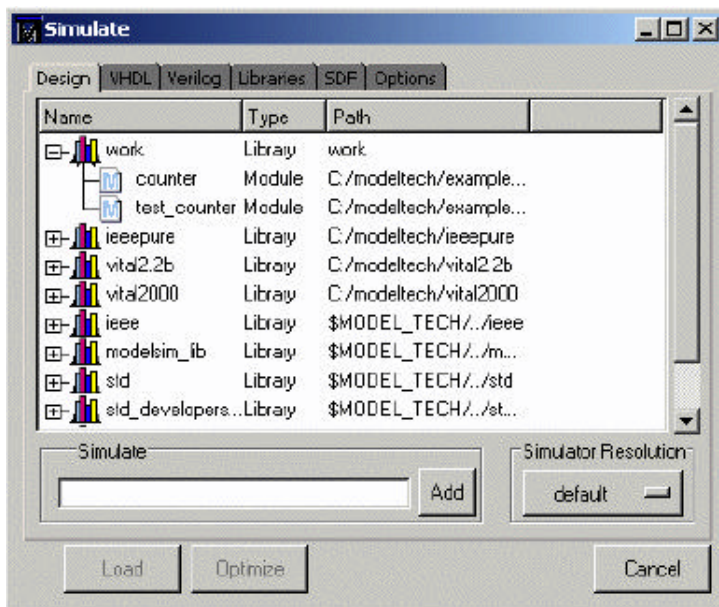 Simulate
Design VHDL Verilog Libraries SDF Options
Name Type Path
work Library work
counter Module C:/modeltech/example...
test_counter Module C:/modeltech/example...
ieeepure Library C:/modeltech/ieeepure
vital2.2b Library C:/modeltech/vital2.2b
vital2000 Library C:/modeltech/vital2000
ieee Library $MODEL_TECH/../ieee
modelsim_lib Library $MODEL_TECH/../m...
std Library $MODEL_TECH/../std
std_developers... Library $MODEL_TECH/../st...
Simulate Simulator Resolution
Add default
Load Optimize Cancel